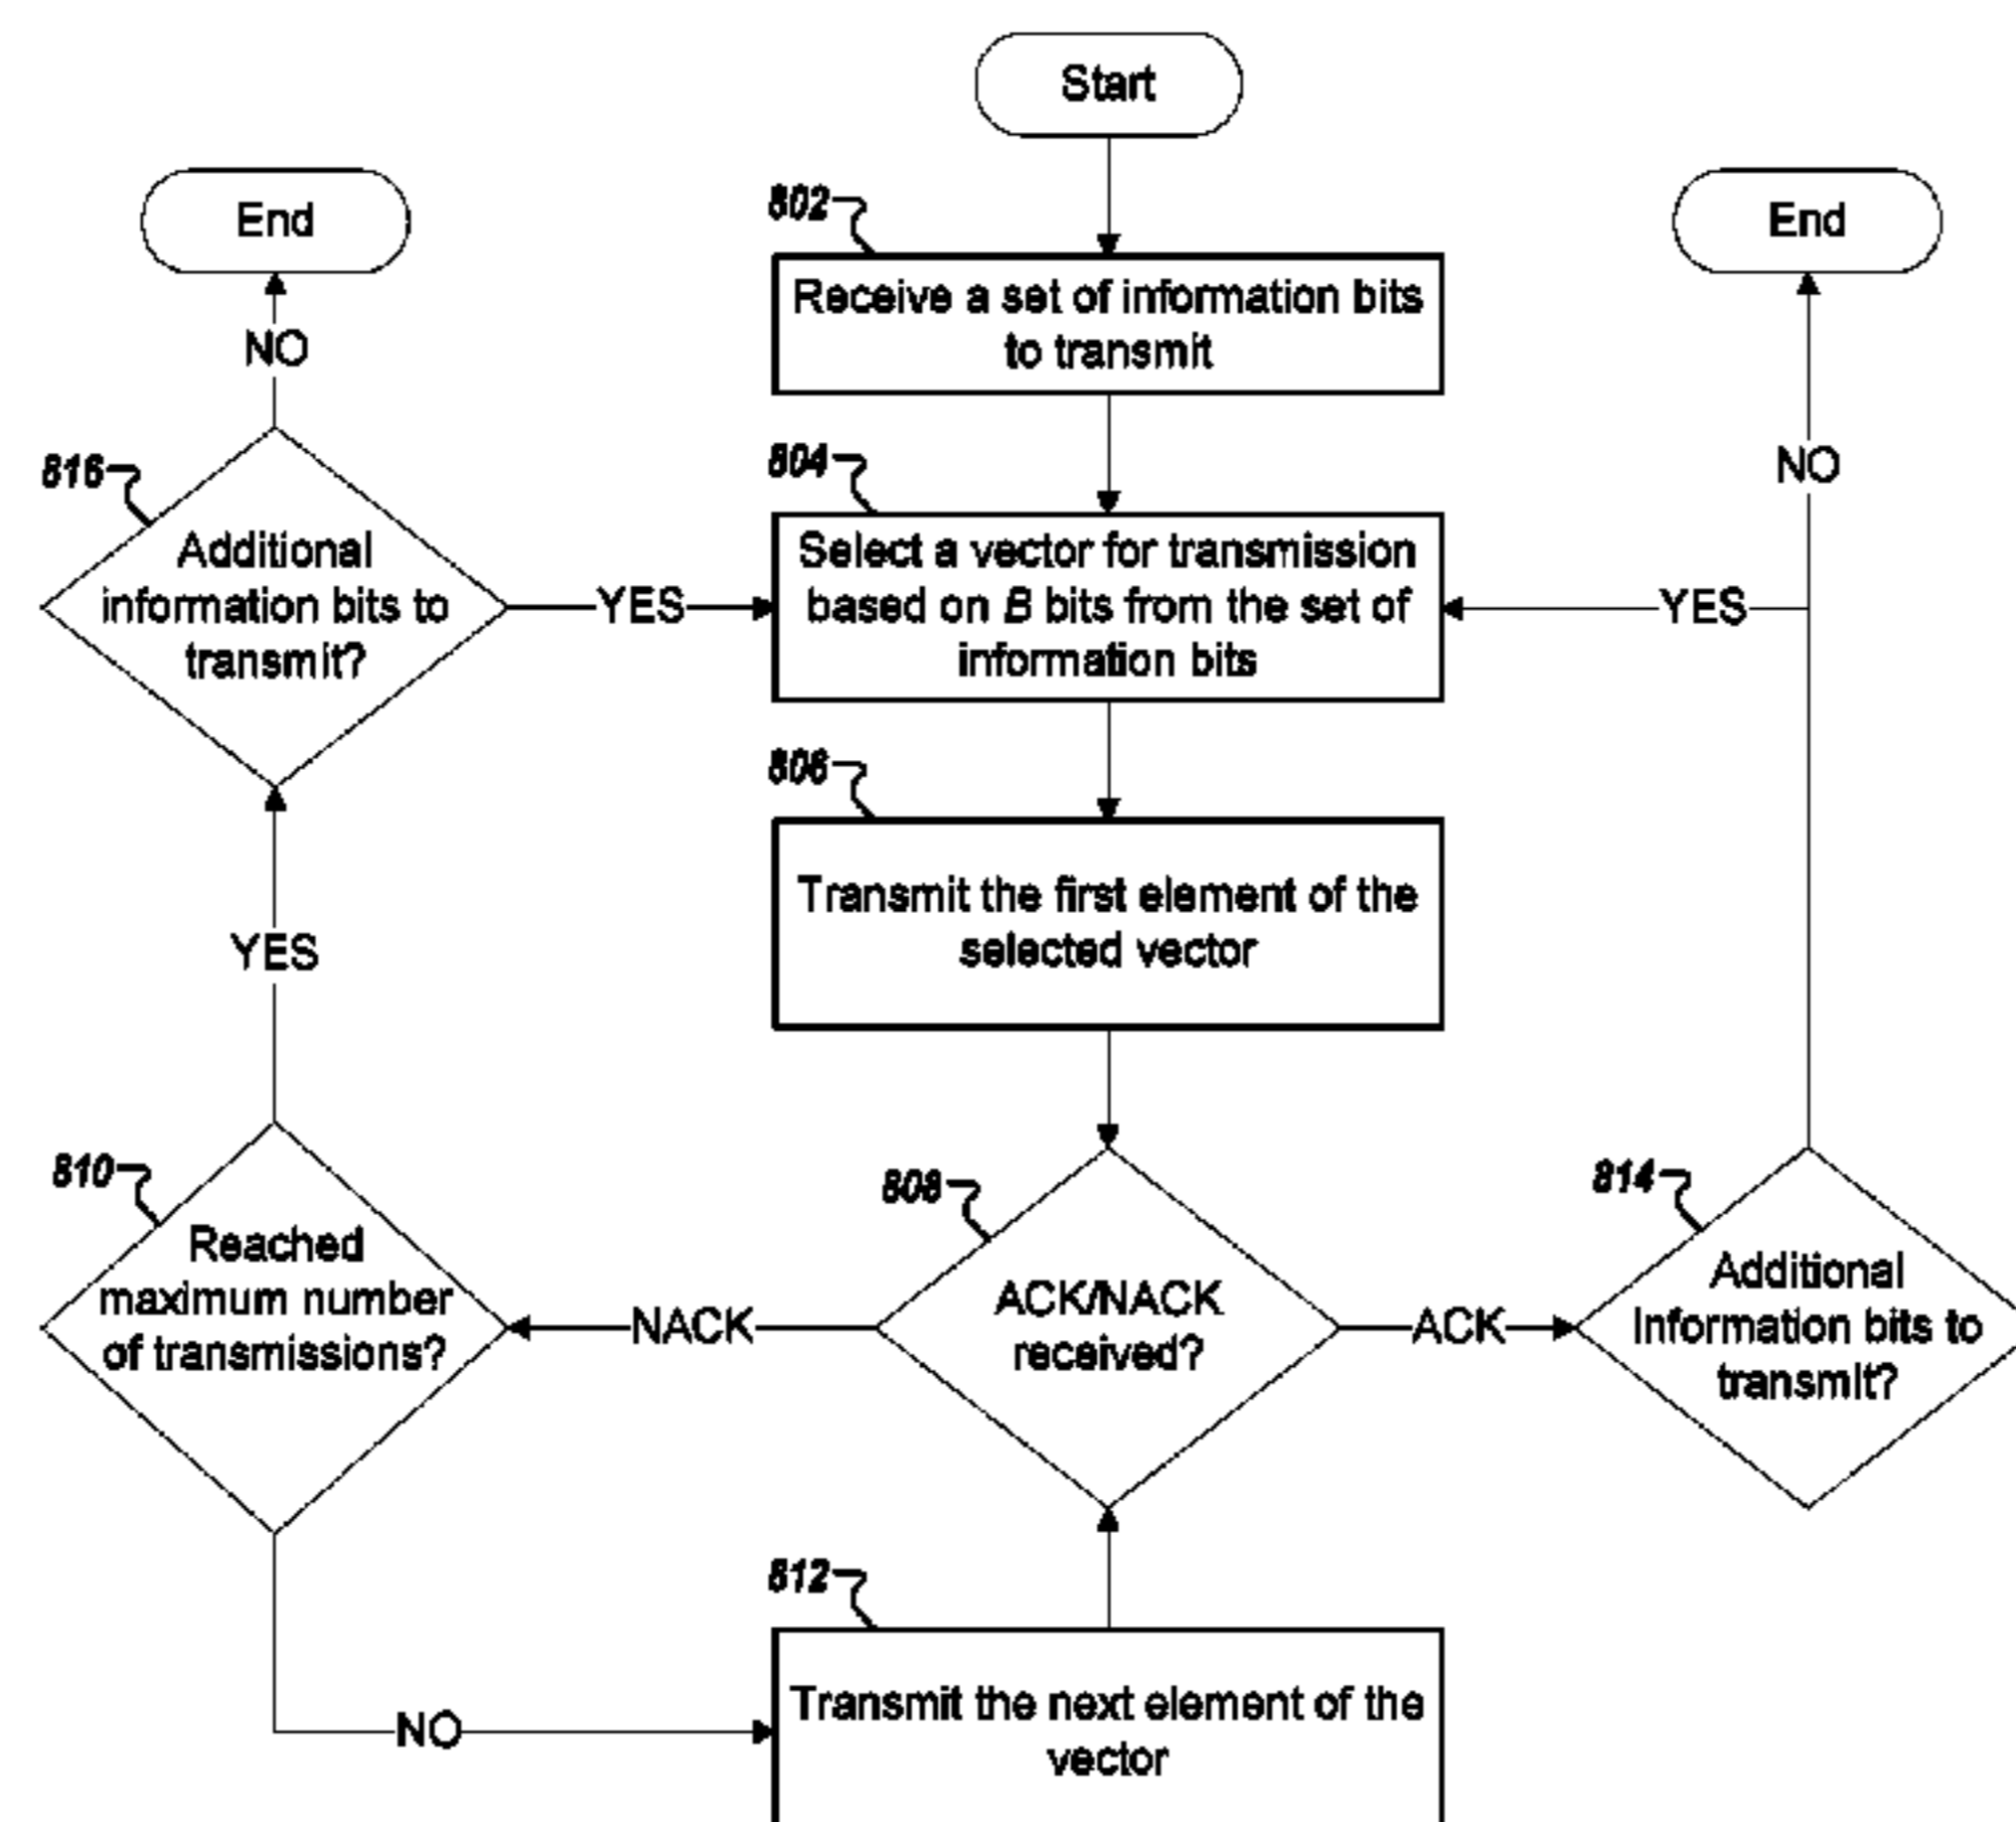 Start
End
End
802
Receive a set of information bits
to transmit
NO
NO
816
804
Additional
information bits to
transmit?
YES
Select a vector for transmission
based on B bits from the set of
information bits
YES
806
Transmit the first element of the
selected vector
YES
810
808
814
Reached
maximum number
of transmissions?
NACK
ACK/NACK
received?
ACK
Additional
Information bits to
transmit?
812
NO
Transmit the next element of the
vector